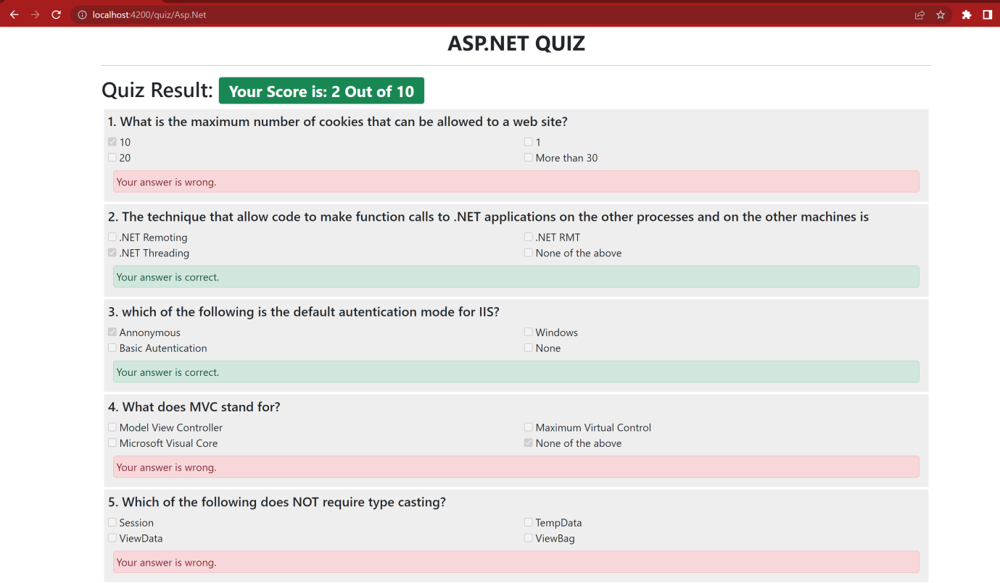 localhost:4200/quiz/Asp.Net
ASP.NET QUIZ
Quiz Result: Your Score is: 2 Out of 10
1. What is the maximum number of cookies that can be allowed to a web site?
10 1
20 More than 30
Your answer is wrong.
2. The technique that allow code to make function calls to .NET applications on the other processes and on the other machines is
.NET Remoting .NET RMT
.NET Threading None of the above
Your answer is correct.
3. which of the following is the default autentication mode for IIS?
Annonymous Windows
Basic Autentication None
Your answer is correct.
4. What does MVC stand for?
Model View Controller Maximum Virtual Control
Microsoft Visual Core None of the above
Your answer is wrong.
5. Which of the following does NOT require type casting?
Session TempData
ViewData ViewBag
Your answer is wrong.